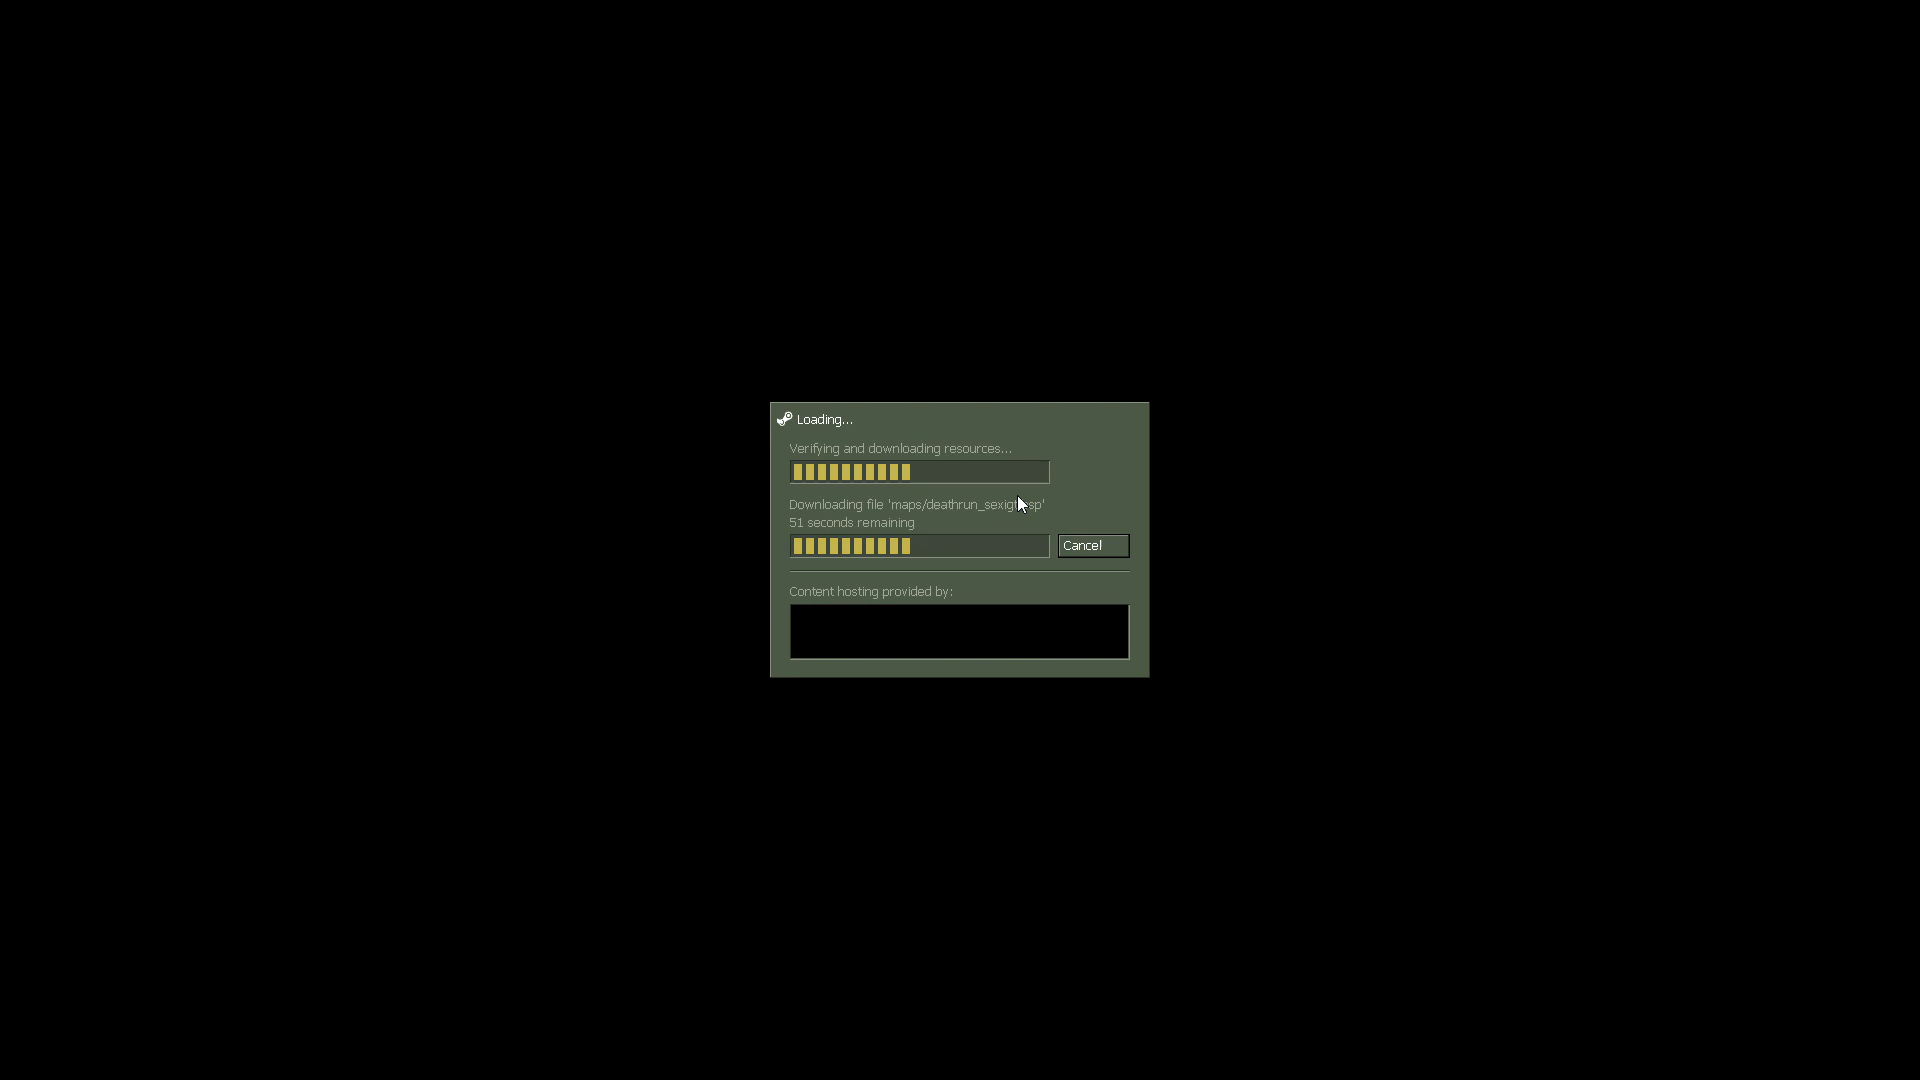 Loading...
Verifying and downloading resources...
Downloading file
51 seconds remaining
Cancel
Content hosting provided by: